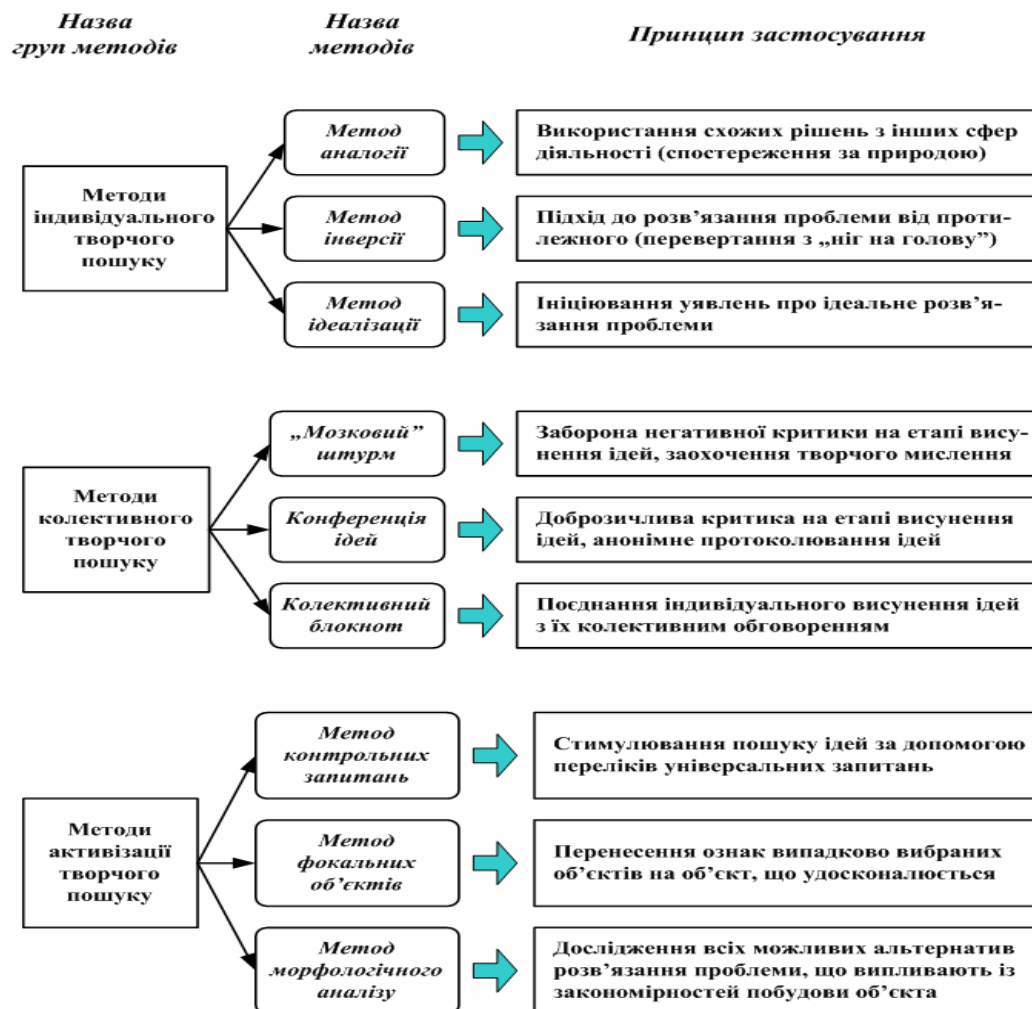 Назва
груп методів
Назва
методів
Принцип застосування
Методи
індивідуального
творчого
пошуку
Метод
аналогії
Використання схожих рішень з інших сфер
діяльності (спостереження за природою)
Метод
інверсії
Підхід до розв’язання проблеми від проти-
лежного (перевертання з „ніг на голову”)
Метод
ідеалізації
Ініціювання уявлень про ідеальне розв’я-
зання проблеми
Методи
колективного
творчого
пошуку
„Мозковий”
штурм
Заборона негативної критики на етапі вису-
нення ідей, заохочення творчого мислення
Конференція
ідей
Доброзичлива критика на етапі висунення
ідей, анонімне протоколювання ідей
Колективний
блокнот
Поєднання індивідуального висунення ідей
з їх колективним обговоренням
Методи
активізації
творчого
пошуку
Метод
контрольних
запитань
Стимулювання пошуку ідей за допомогою
переліків універсальних запитань
Метод
фокальних
об’єктів
Перенесення ознак випадково вибраних
об’єктів на об’єкт, що удосконалюється
Метод
морфологічного
аналізу
Дослідження всіх можливих альтернатив
розв’язання проблеми, що випливають із
закономірностей побудови об’єкта